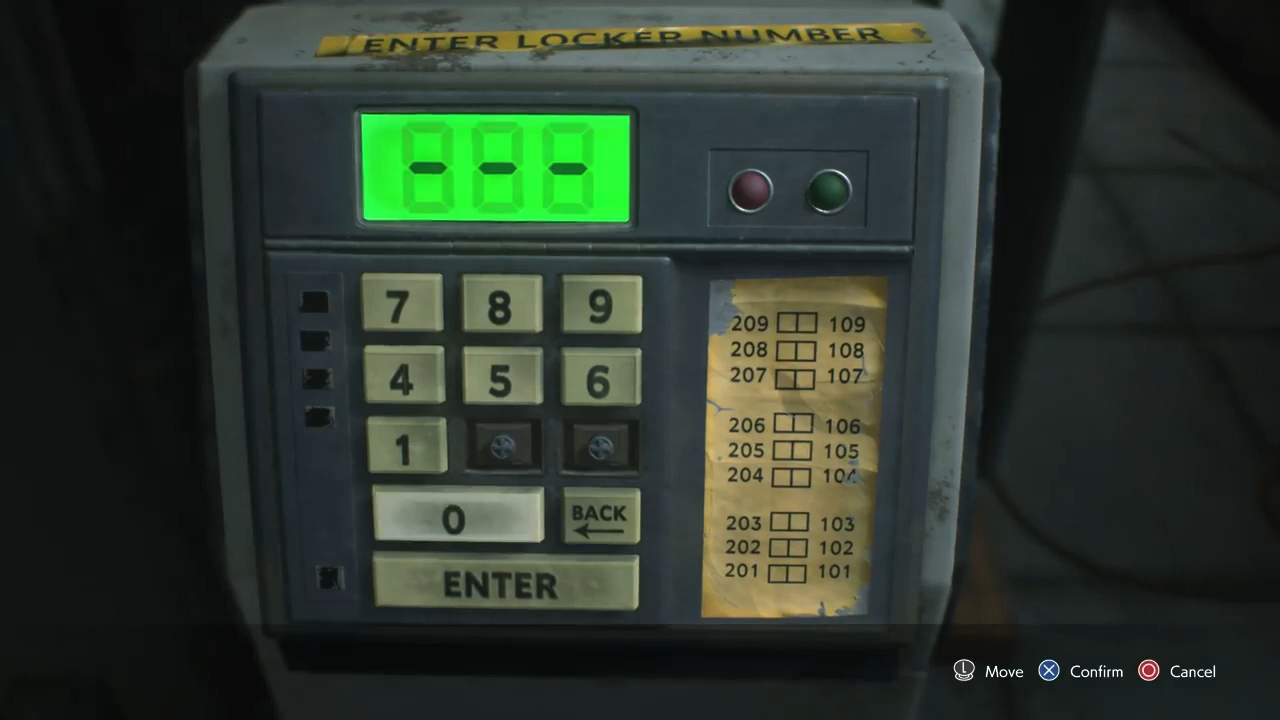 ENTER LOCKER NUMBER
- - -
7 8 9
4 5 6
1
0 BACK
ENTER
209 109
208 108
207 107
206 106
205 105
204 104
203 103
202 102
201 101
L Move Confirm Cancel